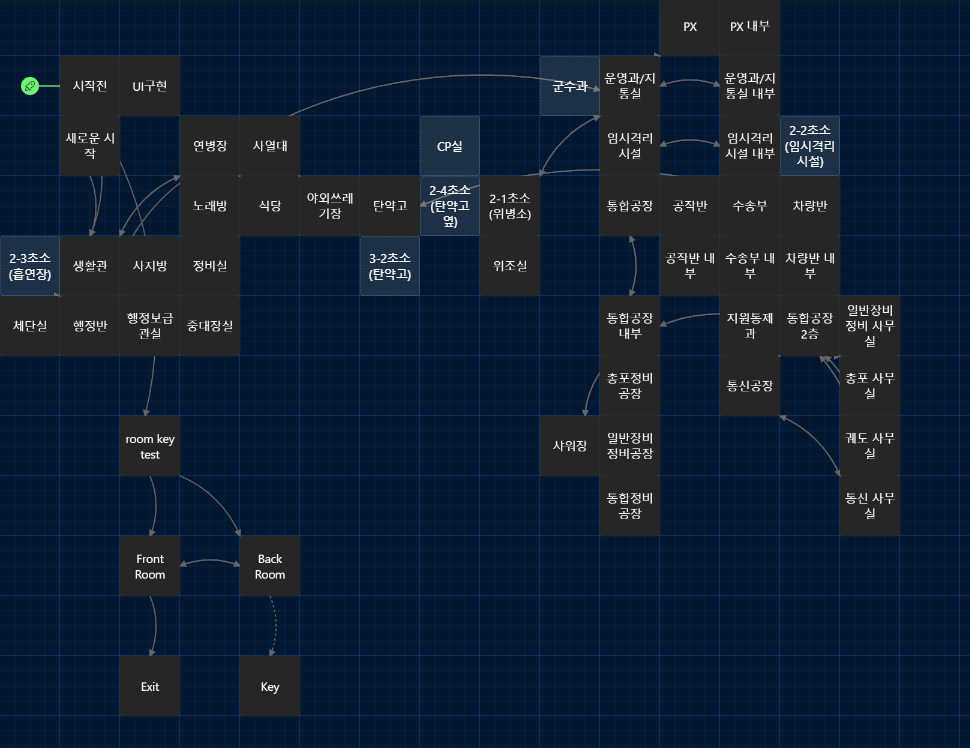 PX
PX 내부
시작전
UI구현
군수과
운영과/지
통실
운영과/지
통실 내부
새로운 시
작
연병장
사열대
CP실
임시격리
시설
임시격리
시설 내부
2-2초소
(임시격리
시설)
노래방
식당
야외쓰레
기장
탄약고
2-4초소
(탄약고
옆)
2-1초소
(위병소)
통합공장
공작반
수송부
차량반
2-3초소
(흡연장)
생활관
사지방
정비실
3-2초소
(탄약고)
위조실
공작반 내
부
수송부 내
부
차량반 내
부
체단실
행정반
행정보급
관실
중대장실
통합공장
내부
지원통제
과
통합공장
2층
일반장비
정비 사무
실
총포정비
공장
통신공장
총포 사무
실
room key
test
샤워장
일반장비
정비공장
궤도 사무
실
통합정비
공장
통신 사무
실
Front
Room
Back
Room
Exit
Key